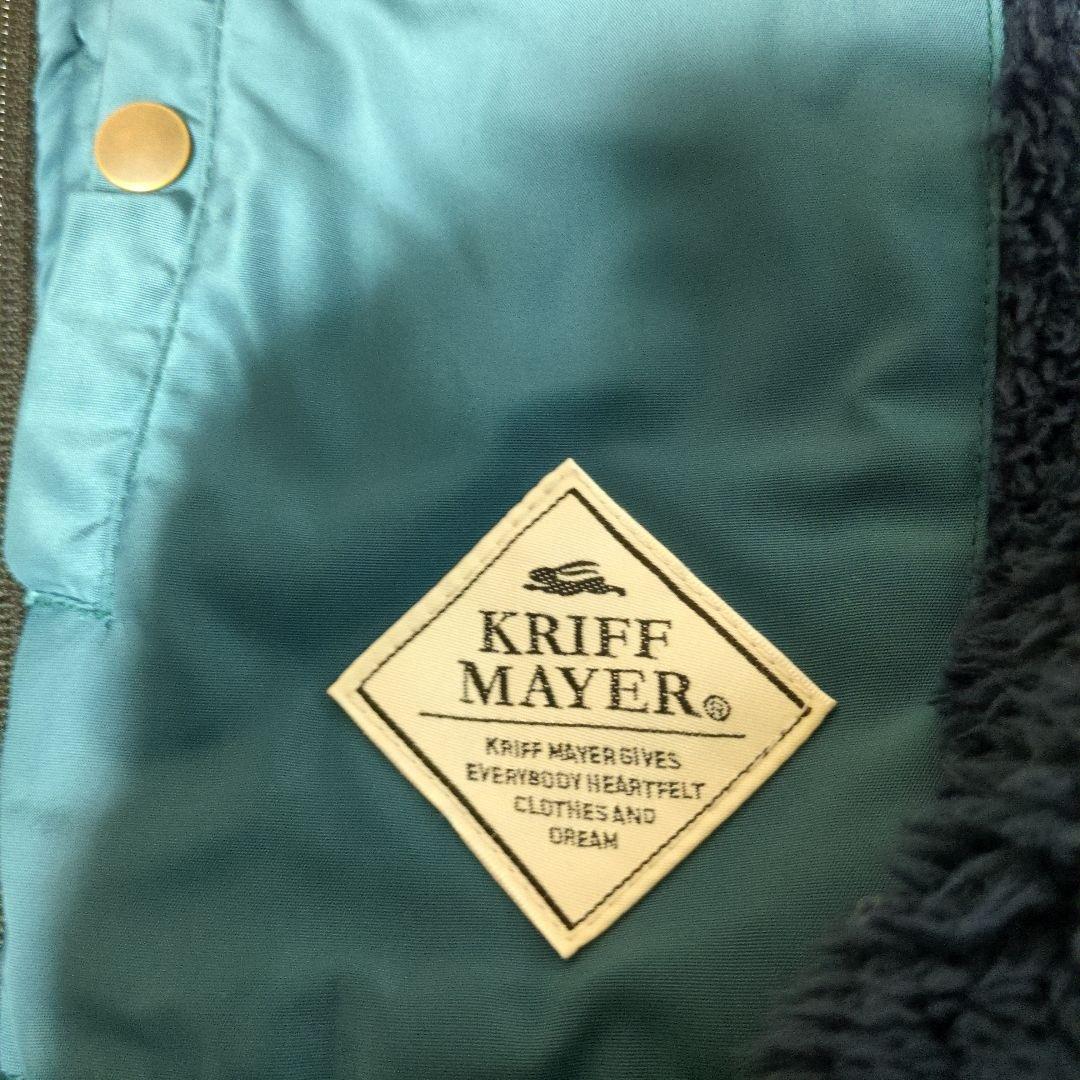 KRIFF
MAYER®
KRIFF MAYER GIVES
EVERYBODY HEARTFELT
CLOTHES AND
DREAM